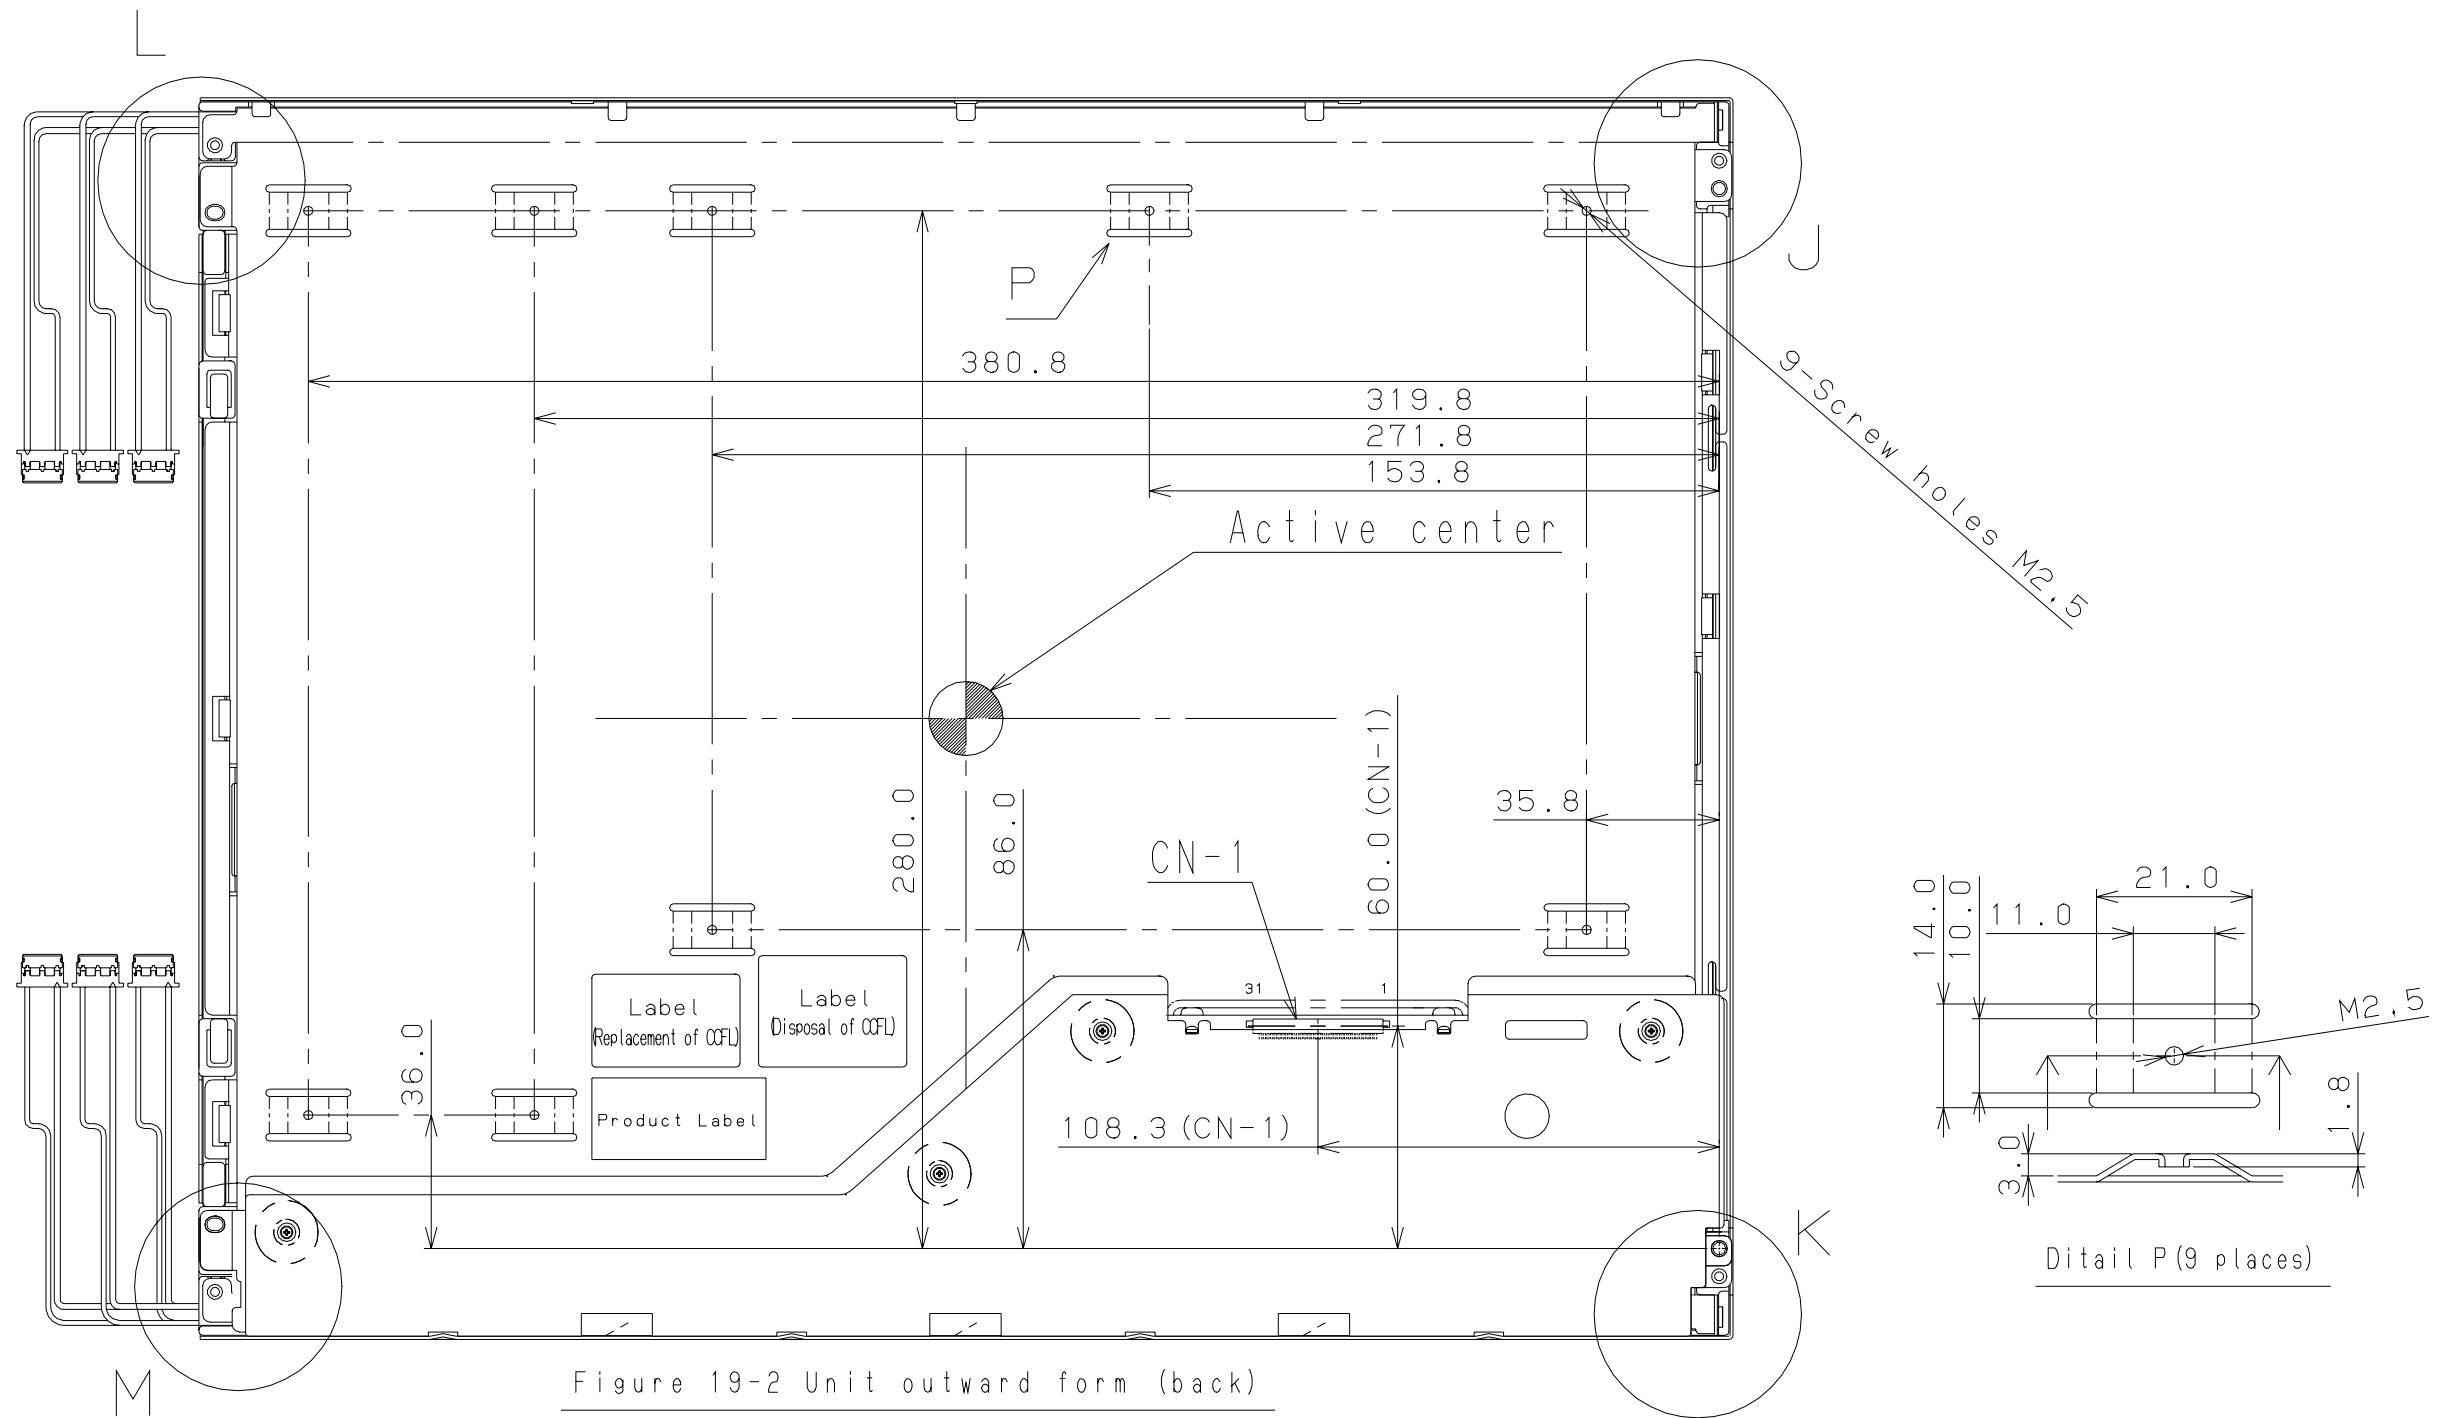 L
J
P
380.8
319.8
271.8
153.8
9-Screw holes M2.5
Active center
280.0
86.0
60.0 (CN-1)
35.8
CN-1
31
1
Label
(Replacement of CCFL)
Label
(Disposal of CCFL)
Product Label
36.0
108.3 (CN-1)
14.0
10.0
21.0
11.0
M2.5
1.8
3.0
Ditail P(9 places)
K
M
Figure 19-2 Unit outward form (back)